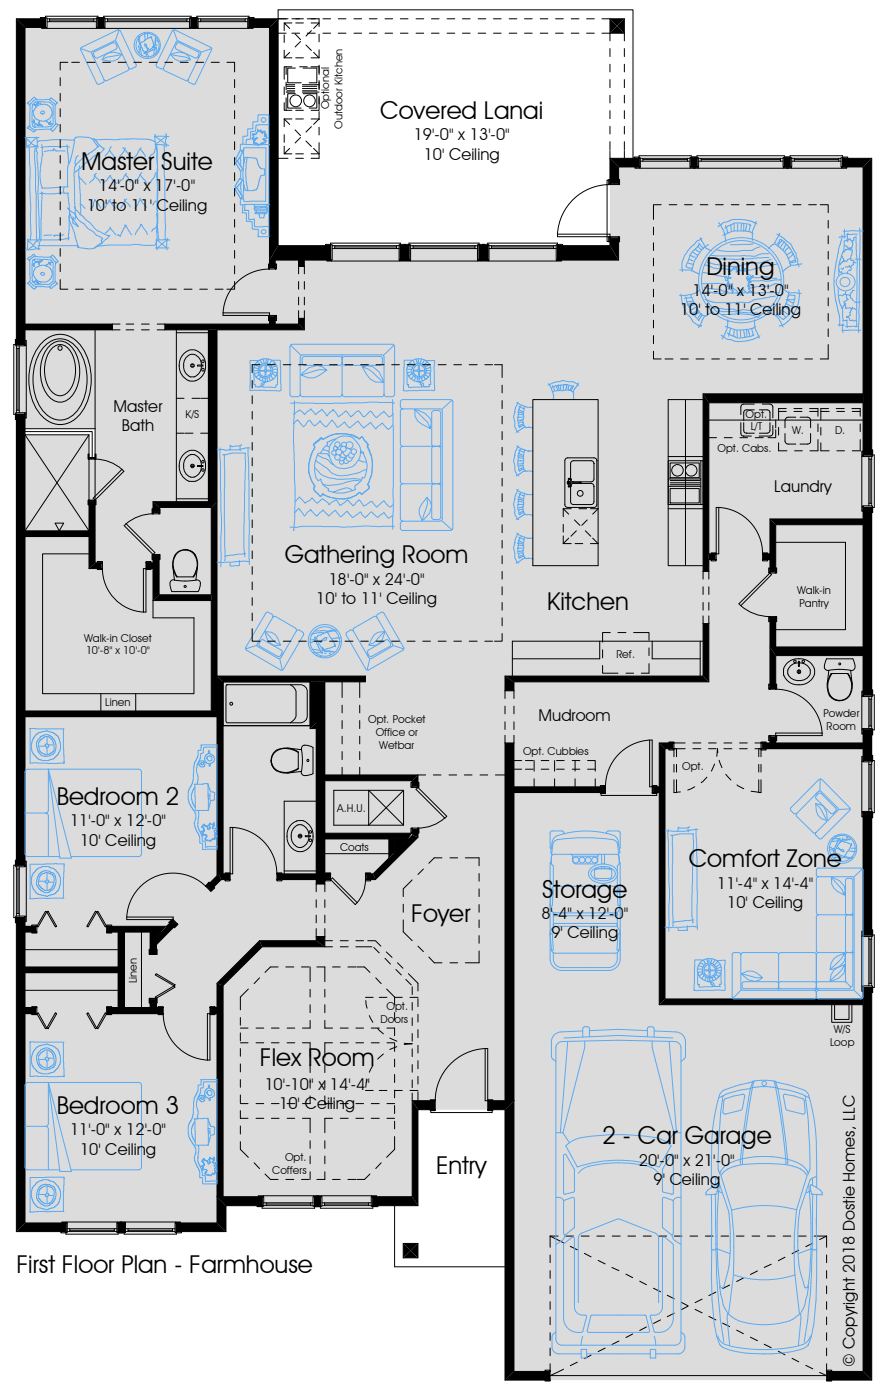 Optional
Outdoor Kitchen
Covered Lanai
19'-0" x 13'-0"
10' Ceiling
Master Suite
14'-0" x 17'-0"
10' to 11' Ceiling
Dining
14'-0" x 13'-0"
10' to 11' Ceiling
Master
Bath
K/S
Opt.
L/T
W.
D.
Opt. Cabs.
Laundry
Gathering Room
18'-0" x 24'-0"
10' to 11' Ceiling
Kitchen
Walk-in
Pantry
Walk-in Closet
10'-8" x 10'-0"
Linen
Ref.
Opt. Pocket
Office or
Wetbar
Mudroom
Opt. Cubbies
Powder
Room
Opt.
Bedroom 2
11'-0" x 12'-0"
10' Ceiling
A.H.U.
Coats
Foyer
Storage
8'-4" x 12'-0"
9' Ceiling
Comfort Zone
11'-4" x 14'-4"
10' Ceiling
Linen
Opt.
Doors
W/S
Loop
Flex Room
10'-10" x 14'-4"
10' Ceiling
Opt.
Coffers
Bedroom 3
11'-0" x 12'-0"
10' Ceiling
Entry
2 - Car Garage
20'-0" x 21'-0"
9' Ceiling
© Copyright 2018 Dostie Homes, LLC
First Floor Plan - Farmhouse